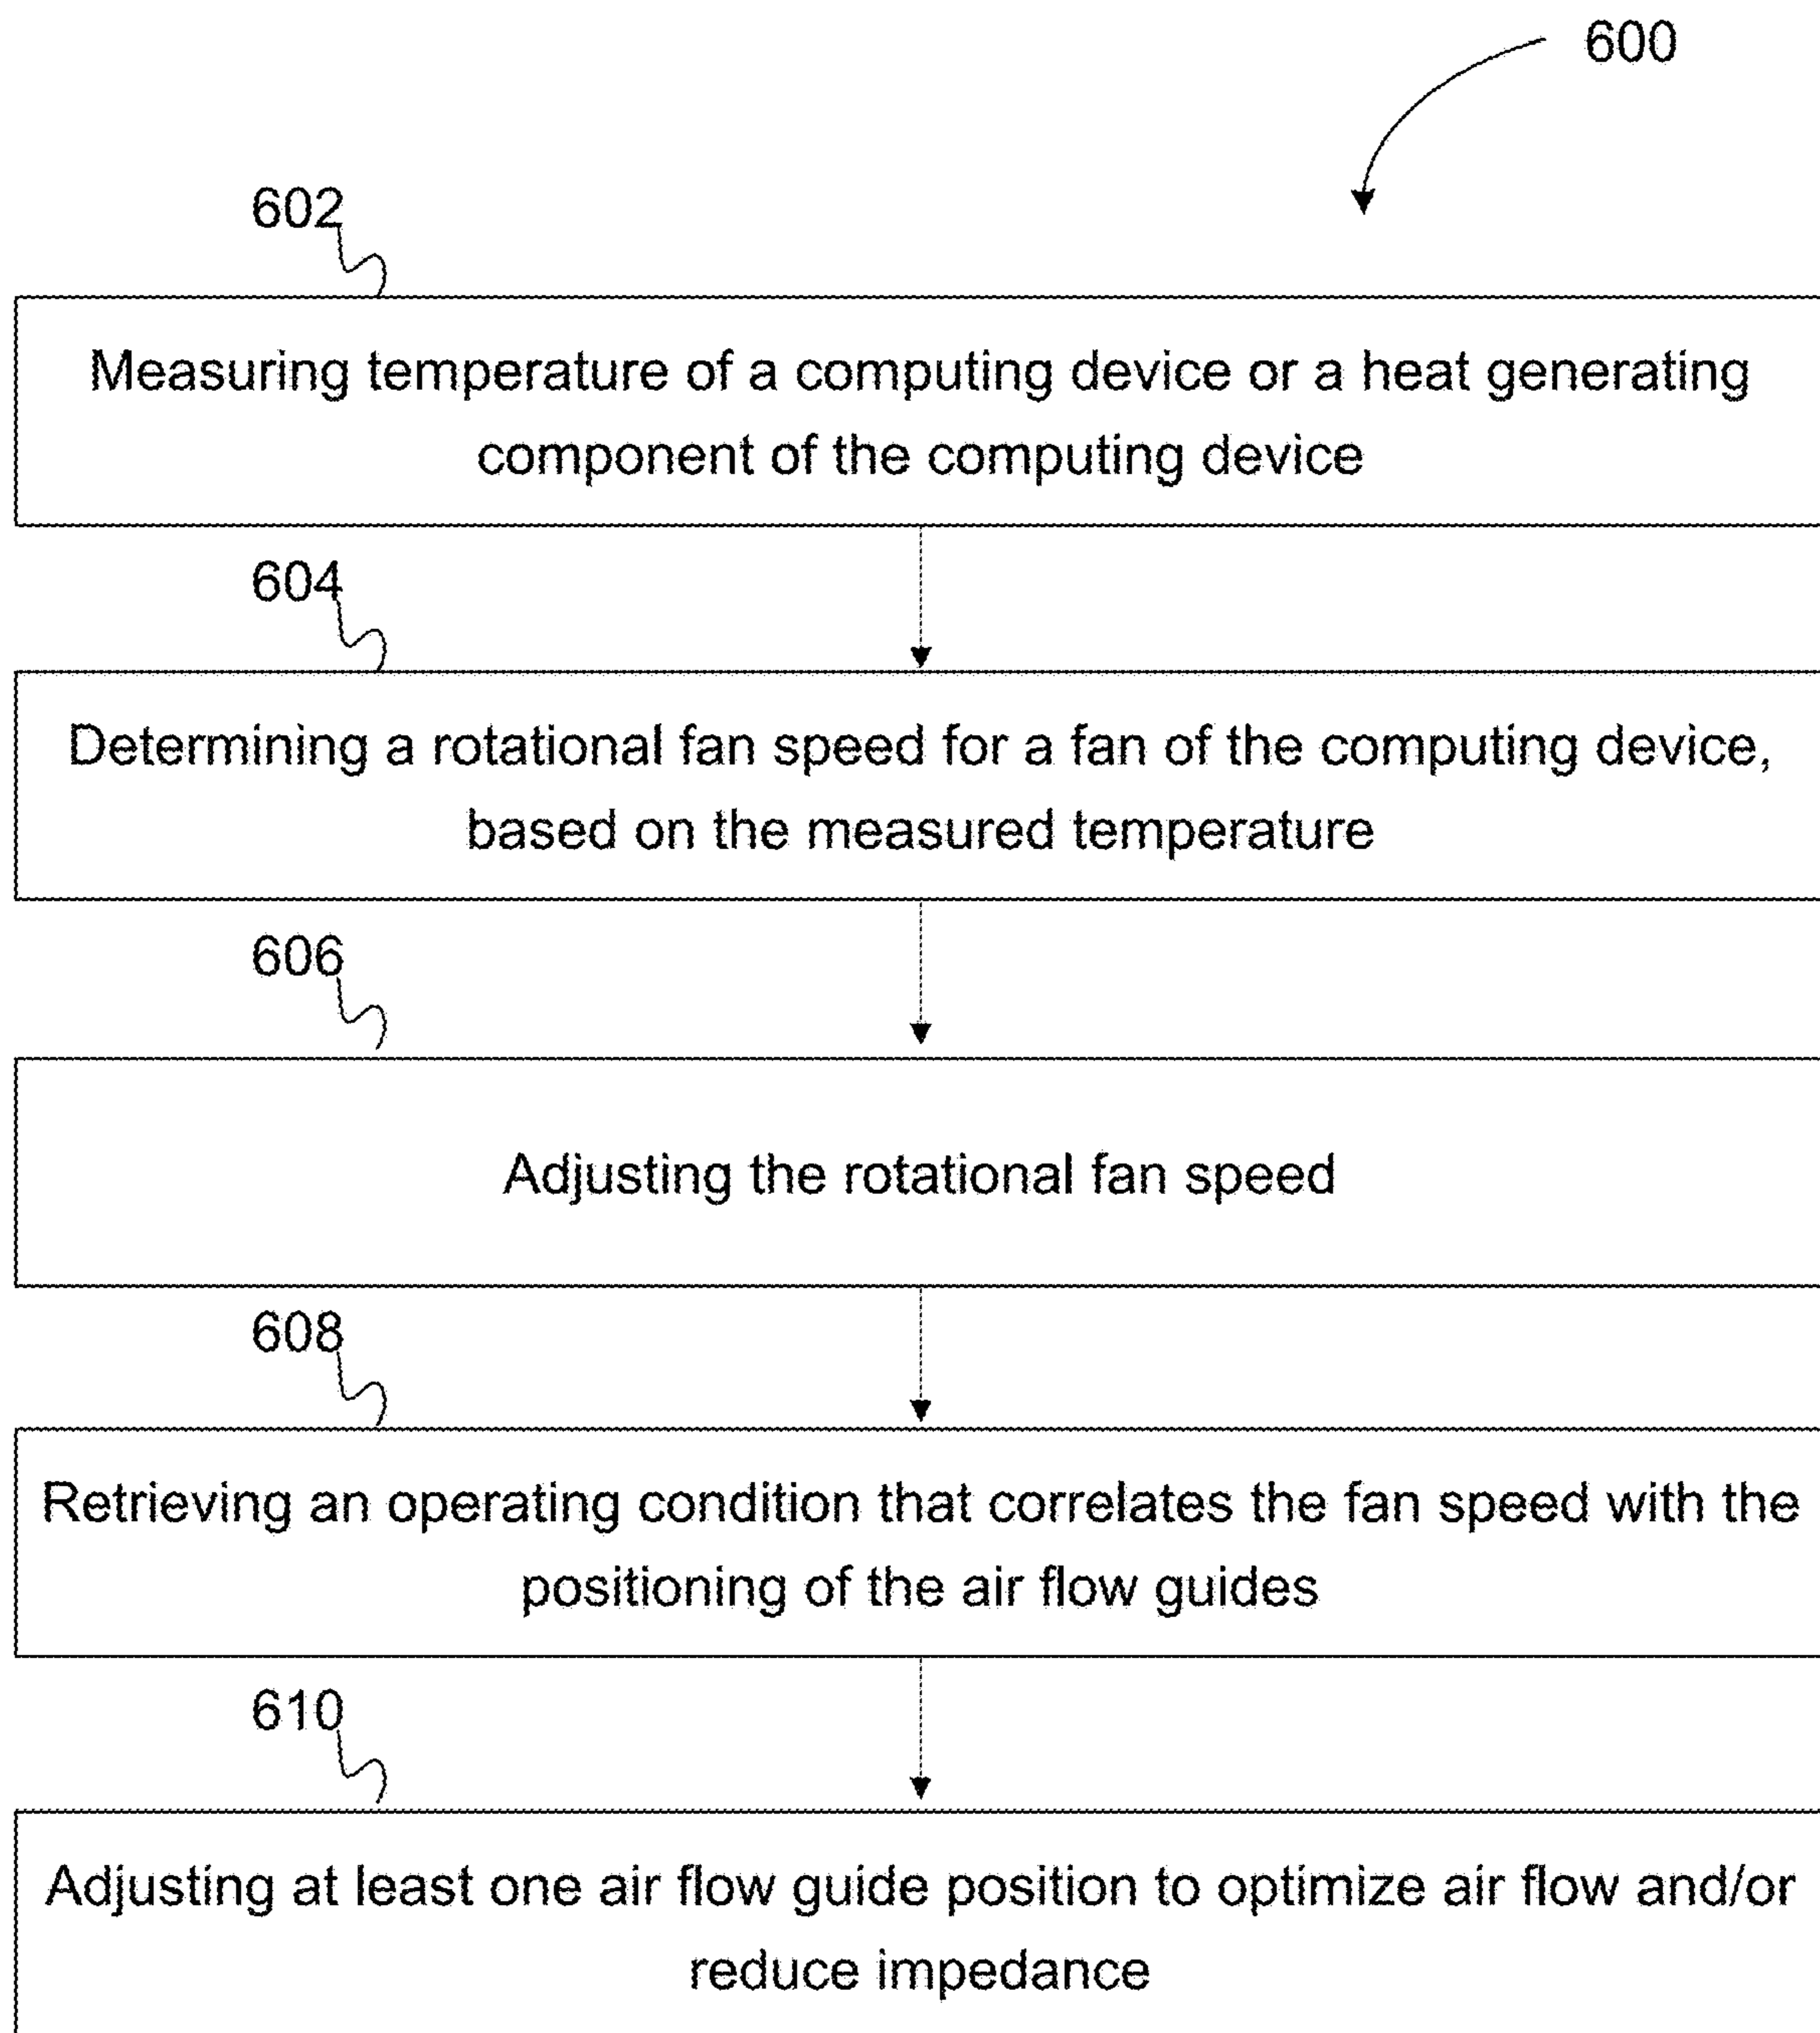 600
602
Measuring temperature of a computing device or a heat generating
component of the computing device
604
Determining a rotational fan speed for a fan of the computing device,
based on the measured temperature
606
Adjusting the rotational fan speed
608
Retrieving an operating condition that correlates the fan speed with the
positioning of the air flow guides
610
Adjusting at least one air flow guide position to optimize air flow and/or
reduce impedance